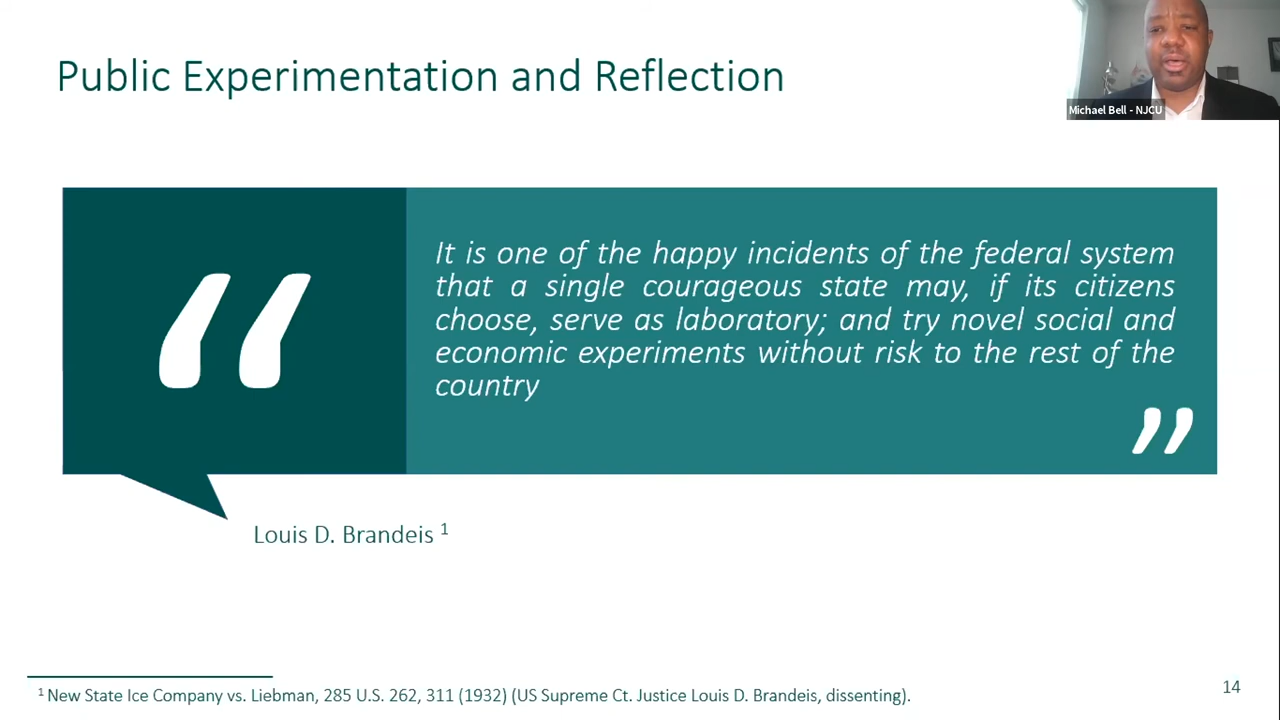 Public Experimentation and Reflection
Michael Bell - NJCU
“
It is one of the happy incidents of the federal system
that a single courageous state may, if its citizens
choose, serve as laboratory; and try novel social and
economic experiments without risk to the rest of the
country
”
Louis D. Brandeis ¹
¹ New State Ice Company vs. Liebman, 285 U.S. 262, 311 (1932) (US Supreme Ct. Justice Louis D. Brandeis, dissenting).
14